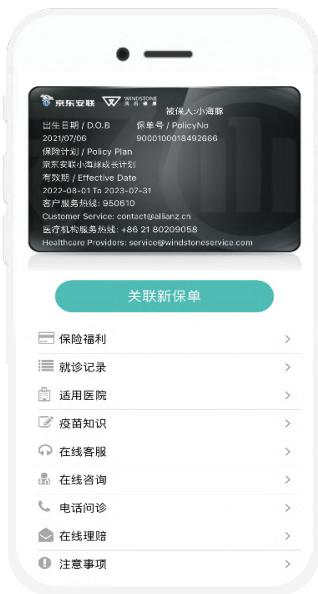 京东安联 WINDSTONE
被保人:小海豚
出生日期 / D.O.B 保单号 / PolicyNo
2021/07/06 9000100018492666
保险计划 / Policy Plan
京东安联小海豚成长计划
有效期 / Effective Date
2022-08-01 To 2023-07-31
客户服务热线: 950610
Customer Service: contact@allianz.cn
医疗机构服务热线: +86 21 80209058
Healthcare Providers: service@windstoneservice.com
关联新保单
保险福利
就诊记录
适用医院
疫苗知识
在线客服
在线咨询
电话问诊
在线理赔
注意事项